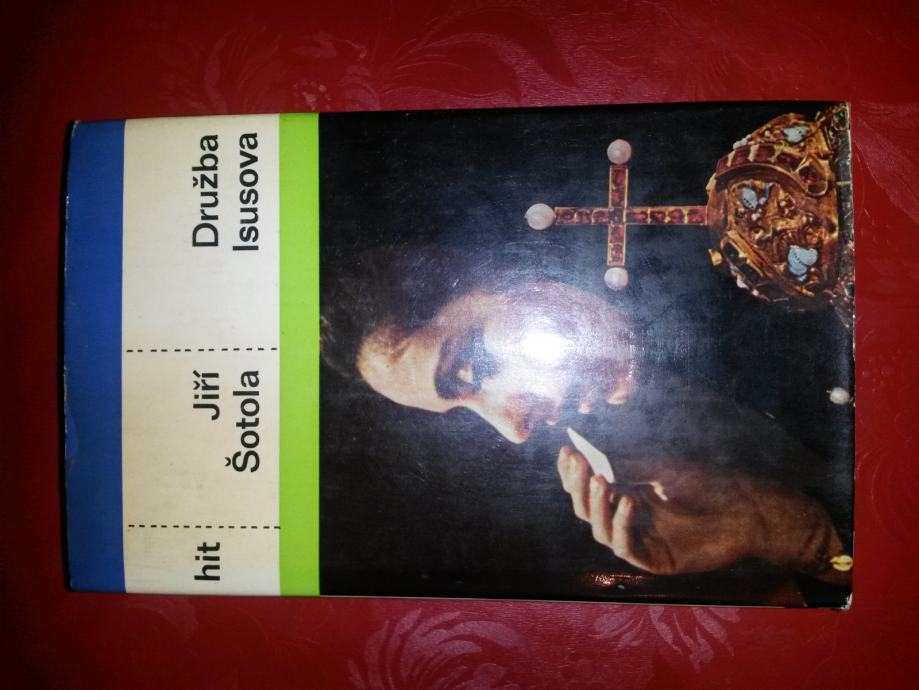 hit
Jiří
Šotola
Družba
Isusova